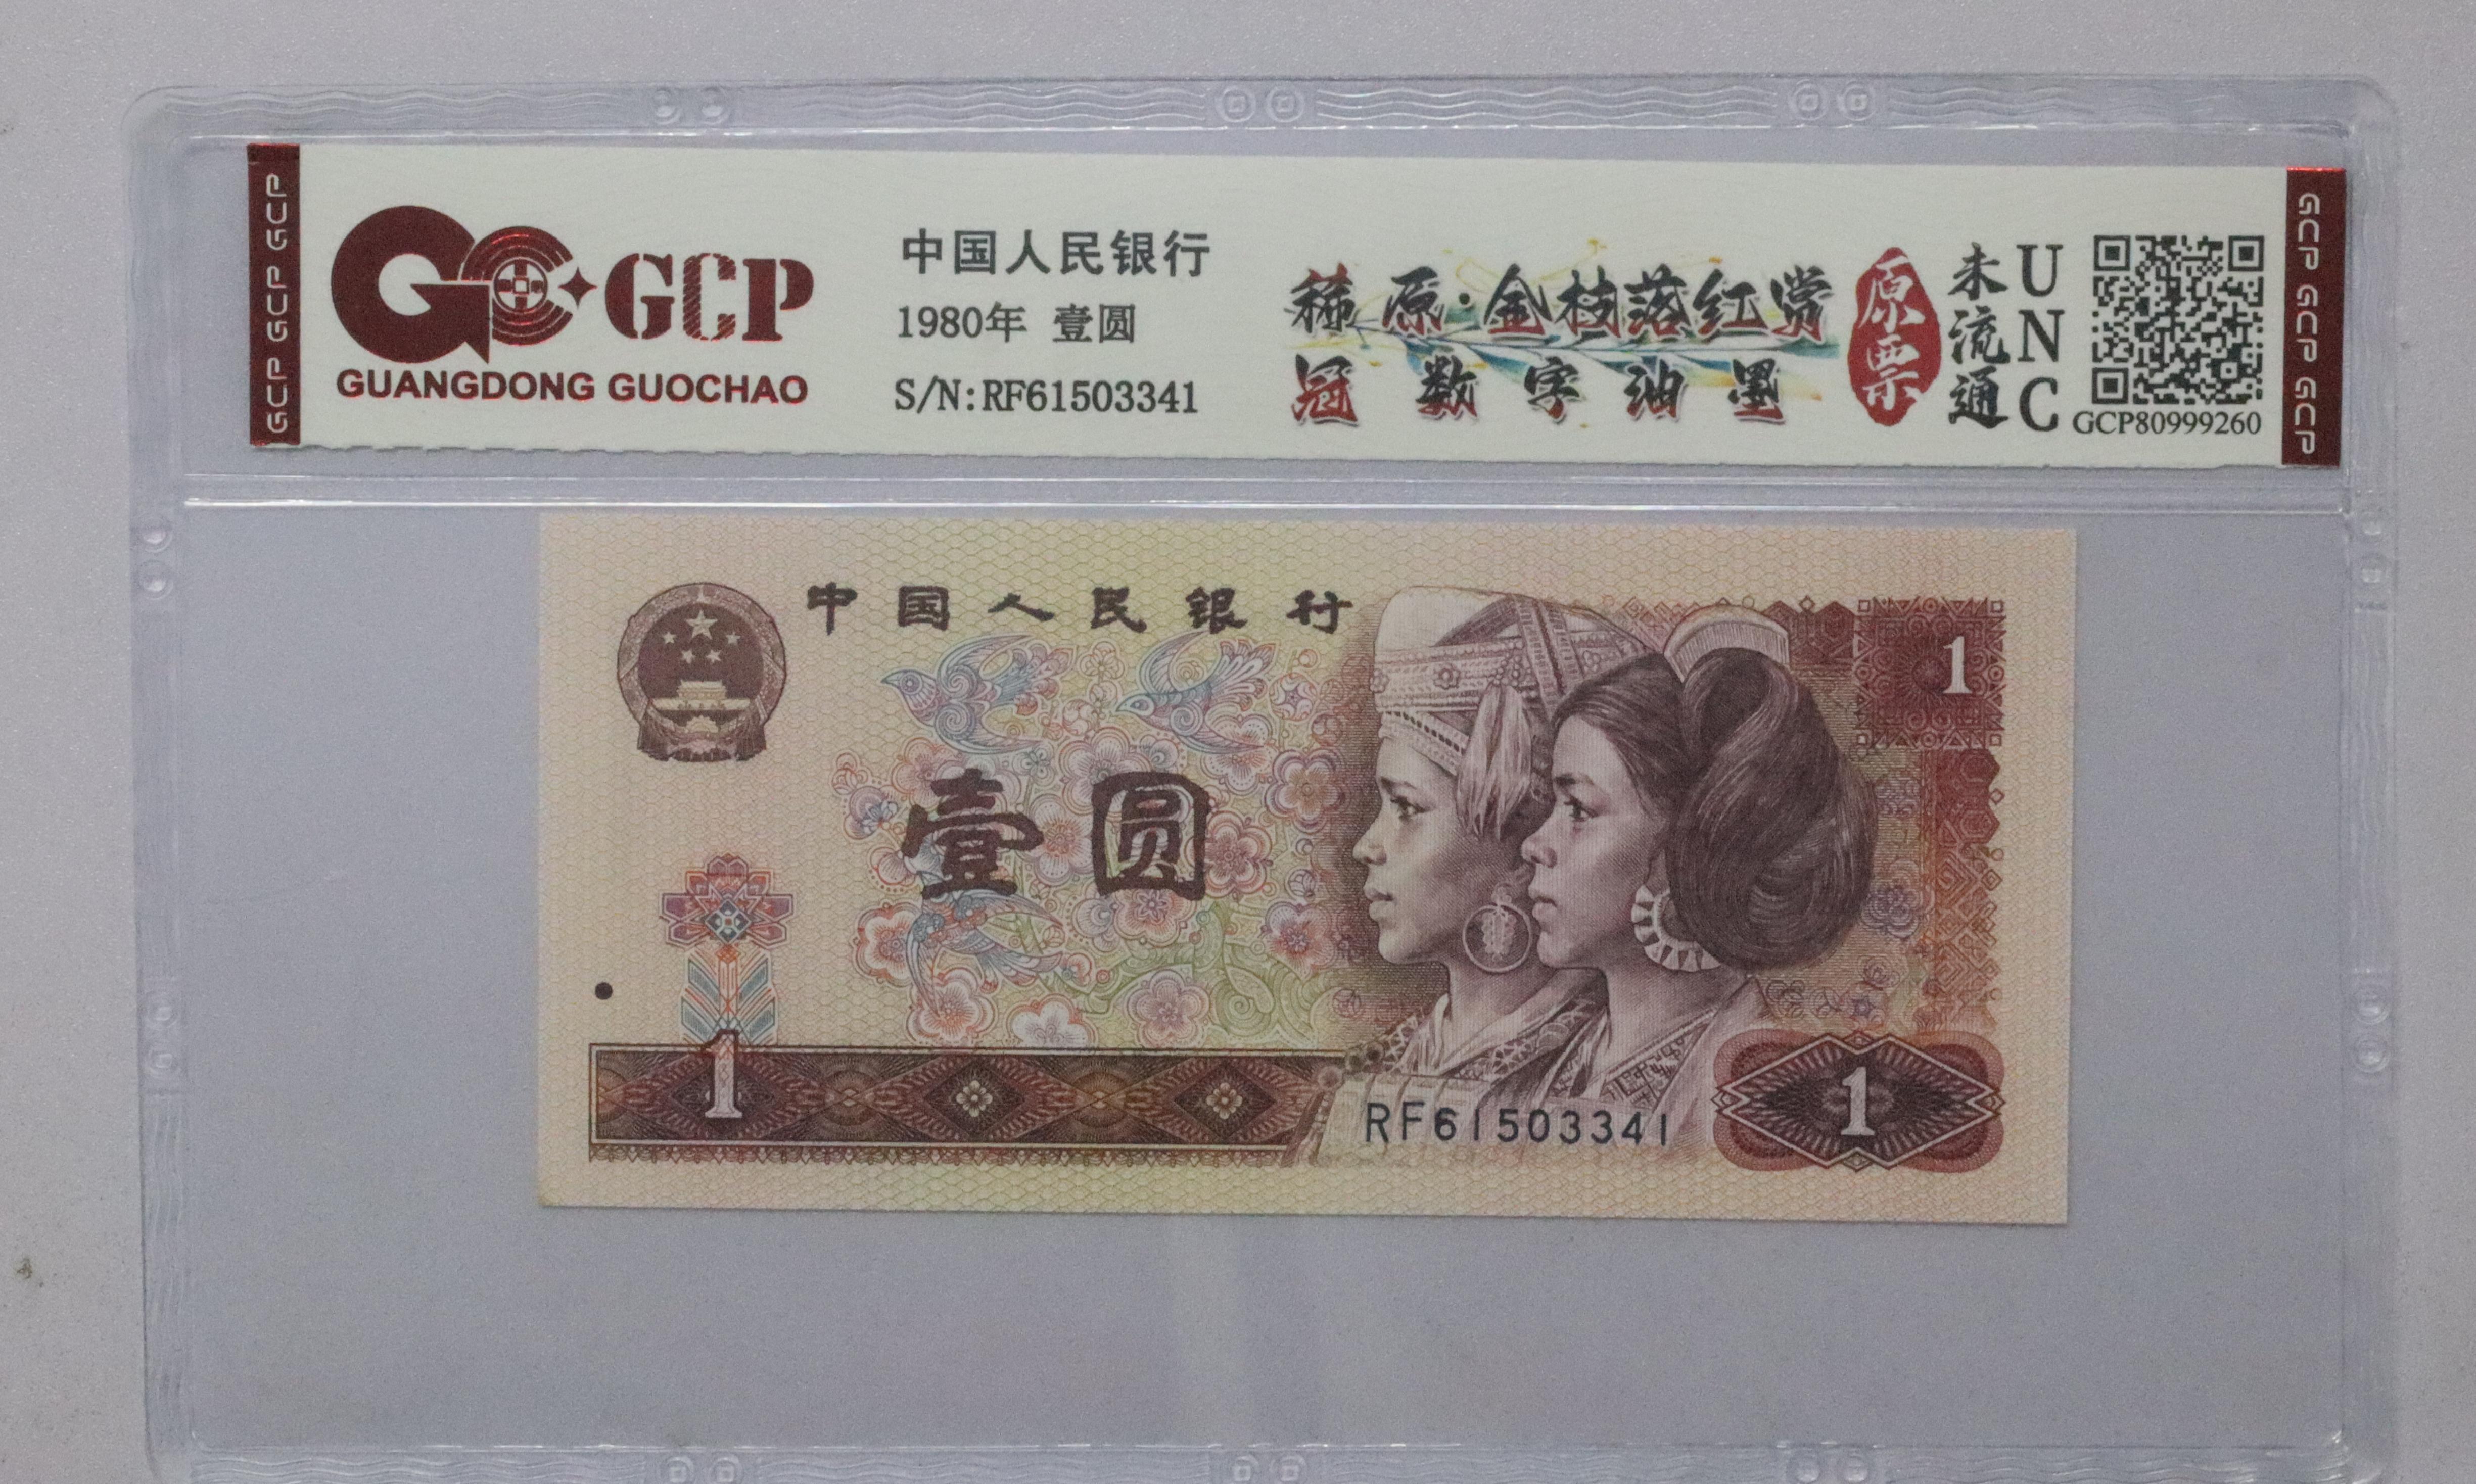 GCP GCP GCP
GCP
GUANGDONG GUOCHAO
中国人民银行
1980年 壹圆
S/N:RF61503341
稀原·金枝落红赏
冠数字油墨
原票
未流通
UNC
GCP80999260
GCP GCP GCP
中国人民银行
1
壹圆
1
RF61503341
1